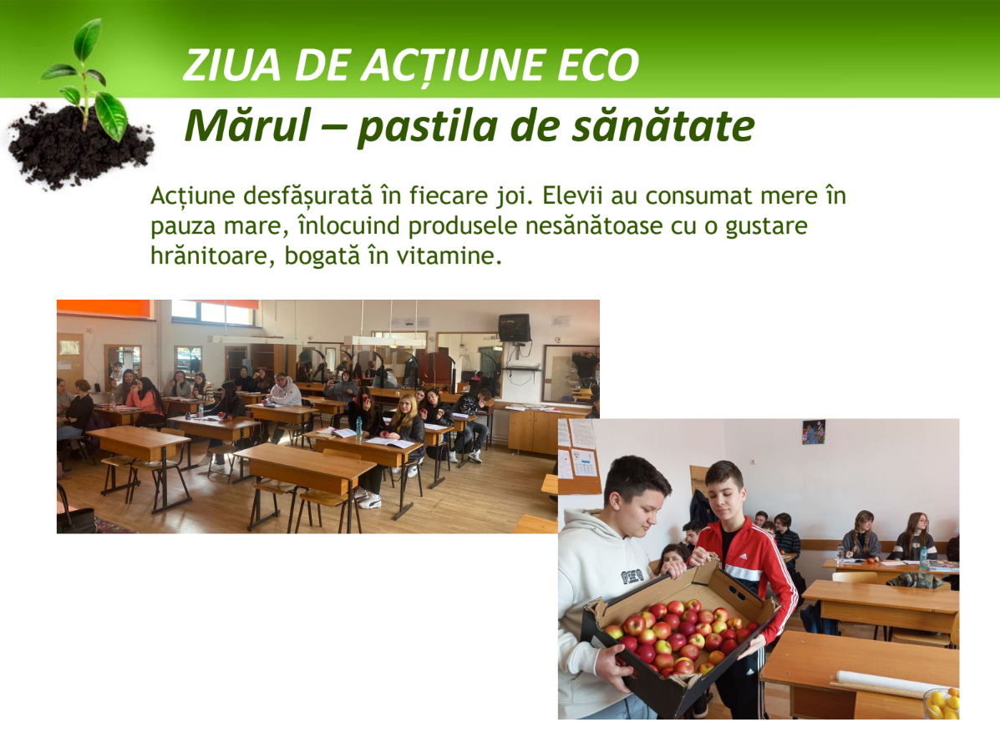 ZIUA DE ACȚIUNE ECO
Mărul – pastila de sănătate
Acțiune desfășurată în fiecare joi. Elevii au consumat mere în
pauza mare, înlocuind produsele nesănătoase cu o gustare
hrănitoare, bogată în vitamine.